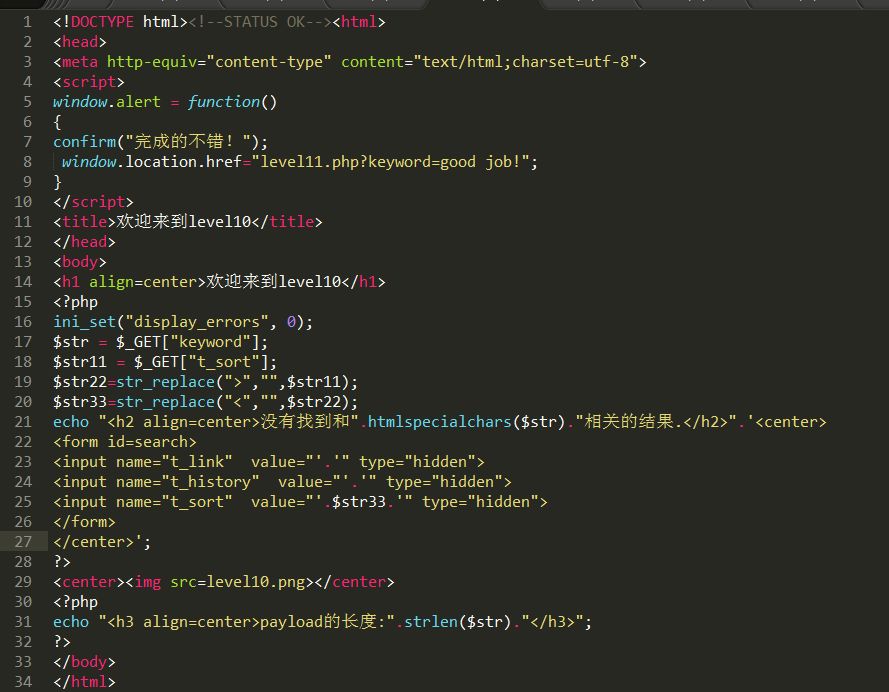 1 <!DOCTYPE html><!--STATUS OK--><html>
2 <head>
3 <meta http-equiv="content-type" content="text/html;charset=utf-8">
4 <script>
5 window.alert = function()
6 {
7 confirm("完成的不错！");
8  window.location.href="level11.php?keyword=good job!";
9 }
10 </script>
11 <title>欢迎来到level10</title>
12 </head>
13 <body>
14 <h1 align=center>欢迎来到level10</h1>
15 <?php
16 ini_set("display_errors", 0);
17 $str = $_GET["keyword"];
18 $str11 = $_GET["t_sort"];
19 $str22=str_replace(">","",$str11);
20 $str33=str_replace("<","",$str22);
21 echo "<h2 align=center>没有找到和".htmlspecialchars($str)."相关的结果.</h2>".'<center>
22 <form id=search>
23 <input name="t_link"  value="'.'" type="hidden">
24 <input name="t_history"  value="'.'" type="hidden">
25 <input name="t_sort"  value="'.$str33.'" type="hidden">
26 </form>
27 </center>';
28 ?>
29 <center><img src=level10.png></center>
30 <?php
31 echo "<h3 align=center>payload的长度:".strlen($str)."</h3>";
32 ?>
33 </body>
34 </html>